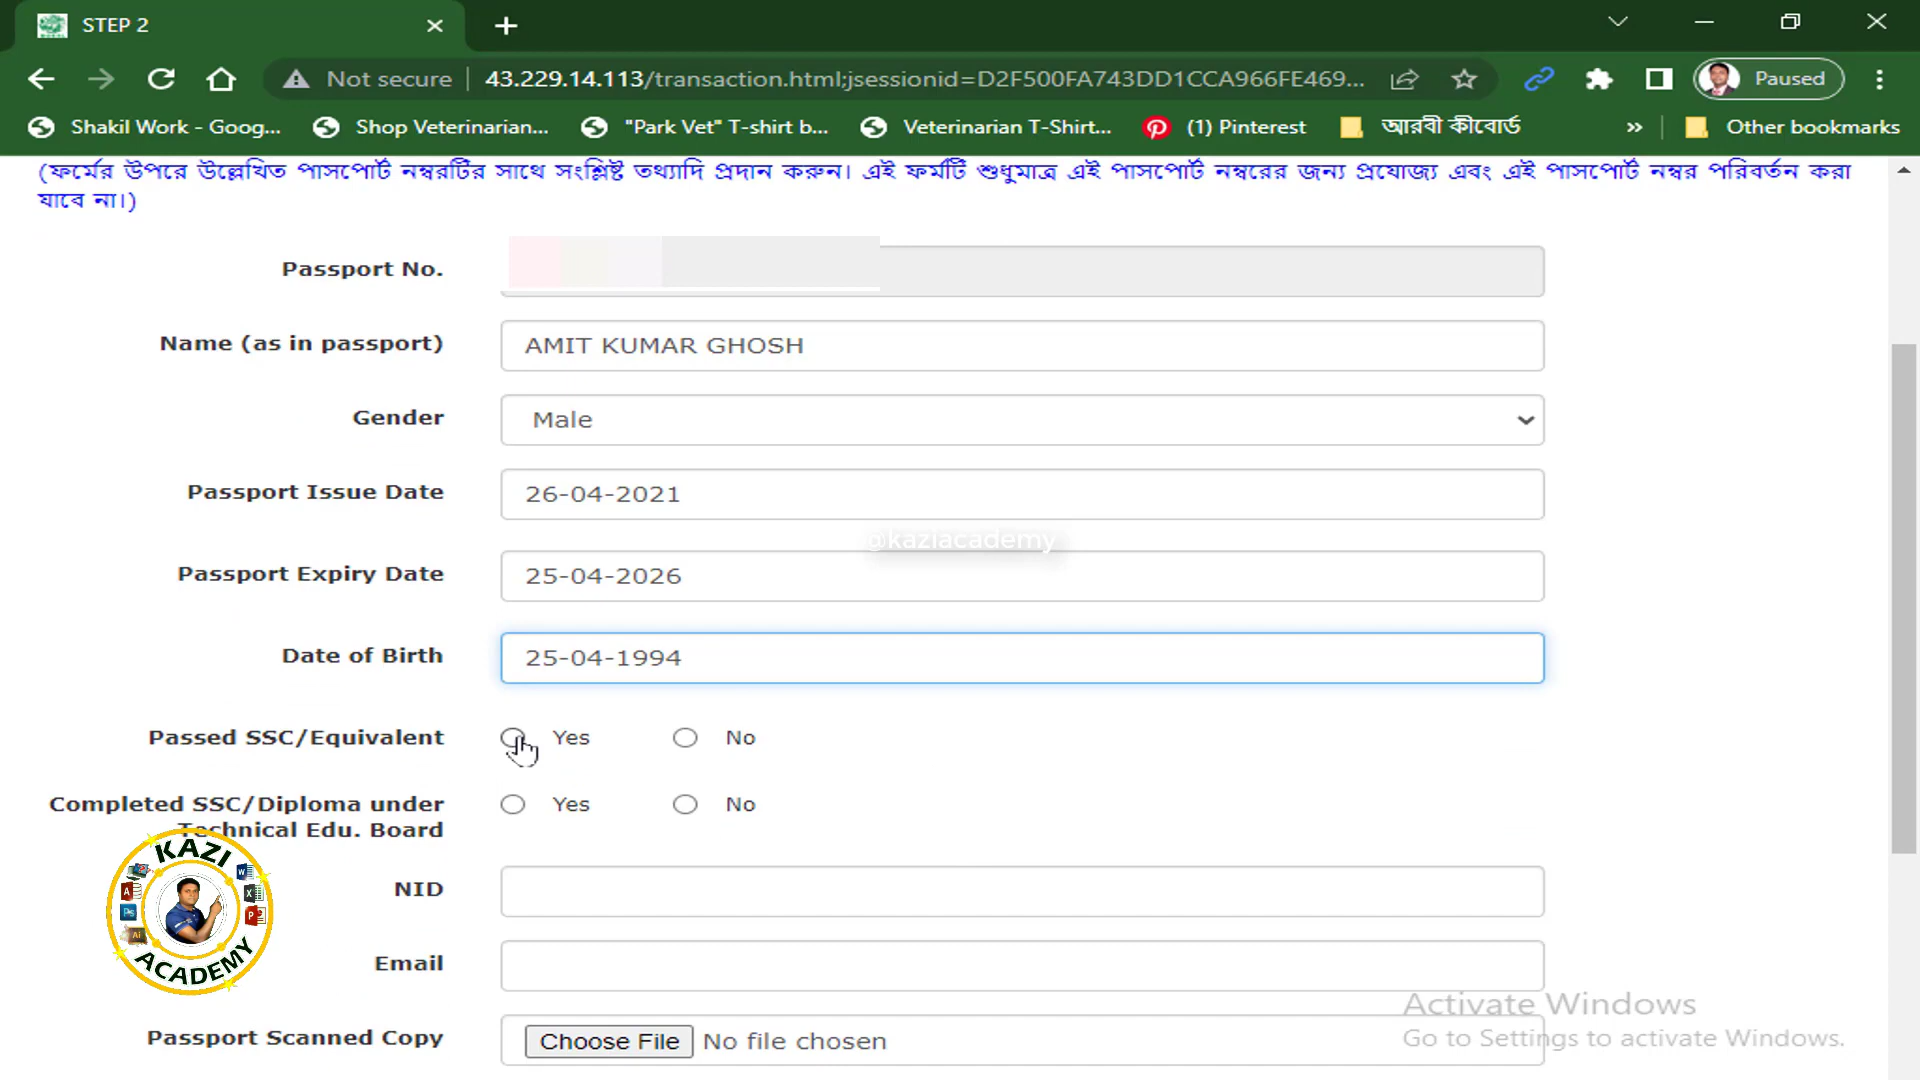 STEP 2
Not secure
43.229.14.113/transaction.html;jsessionid=D2F500FA743DD1CCA966FE469...
Paused
Shakil Work - Goog...
Shop Veterinarian...
"Park Vet" T-shirt b...
Veterinarian T-Shirt...
(1) Pinterest
আরবী কীবোর্ড
»
Other bookmarks
(ফর্মের উপরে উল্লেখিত পাসপোর্ট নম্বরটির সাথে সংশ্লিষ্ট তথ্যাদি প্রদান করুন। এই ফর্মটি শুধুমাত্র এই পাসপোর্ট নম্বরের জন্য প্রযোজ্য এবং এই পাসপোর্ট নম্বর পরিবর্তন করা
যাবে না।)
Passport No.
Name (as in passport)
AMIT KUMAR GHOSH
Gender
Male
Passport Issue Date
26-04-2021
@kaziacademy
Passport Expiry Date
25-04-2026
Date of Birth
25-04-1994
Passed SSC/Equivalent
Yes
No
Completed SSC/Diploma under
Technical Edu. Board
Yes
No
KAZI
ACADEMY
NID
Email
Passport Scanned Copy
Choose File
No file chosen
Activate Windows
Go to Settings to activate Windows.